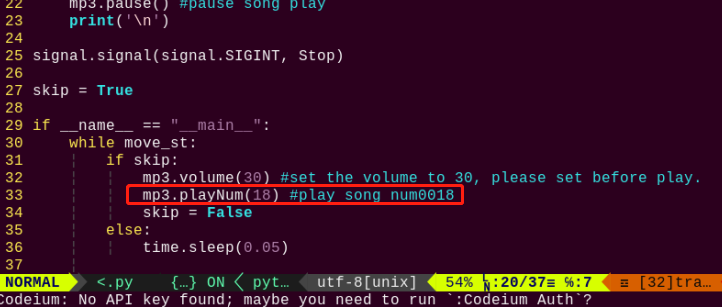 22     mp3.pause() #pause song play
23     print('\n')
24
25 signal.signal(signal.SIGINT, Stop)
26
27 skip = True
28
29 if __name__ == "__main__":
30     while move_st:
31         if skip:
32             mp3.volume(30) #set the volume to 30, please set before play.
33             mp3.playNum(18) #play song num0018
34             skip = False
35         else:
36             time.sleep(0.05)
37
NORMAL <.py {…} ON pyt… utf-8[unix] 54% :20/37≡ ℅:7 [32]tra…
Codeium: No API key found; maybe you need to run `:Codeium Auth`?